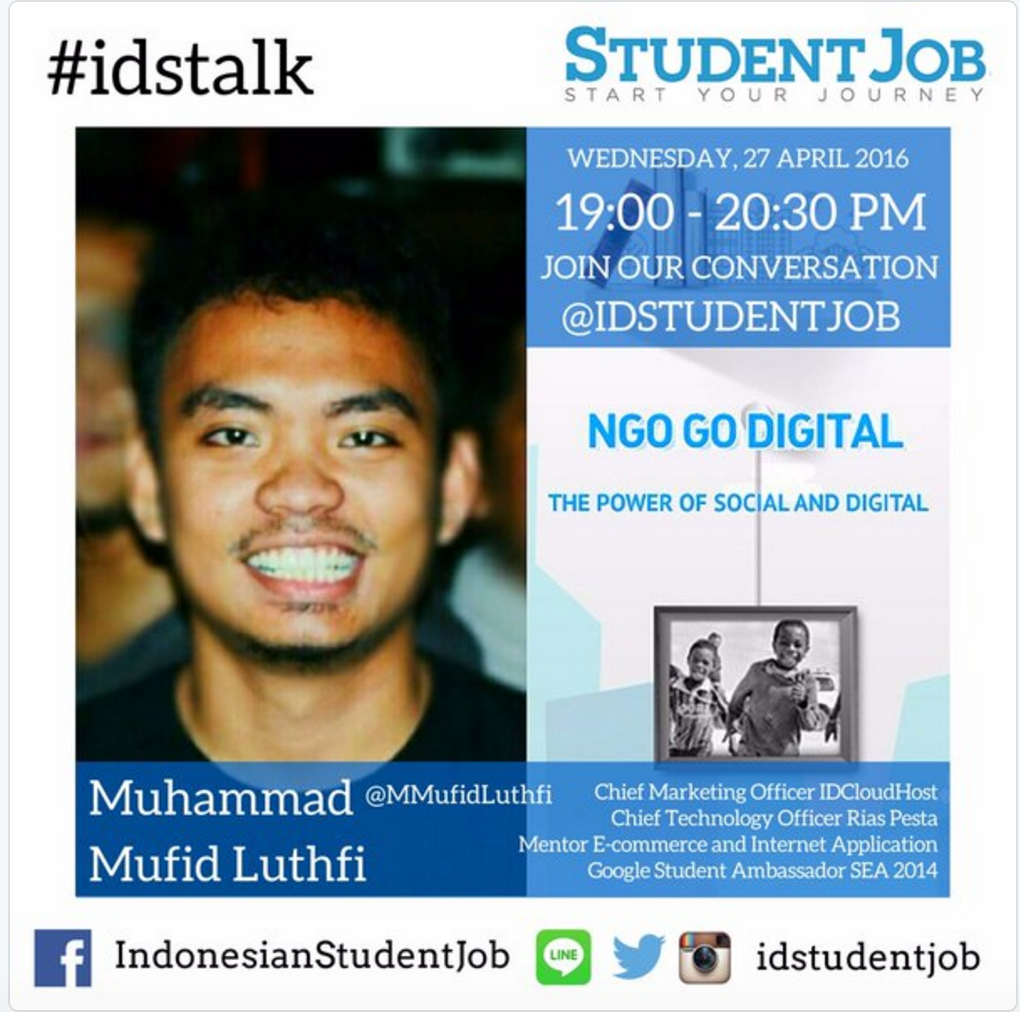 #idstalk
STUDENTJOB
START YOUR JOURNEY
WEDNESDAY, 27 APRIL 2016
19:00 - 20:30 PM
JOIN OUR CONVERSATION
@IDSTUDENTJOB
NGO GO DIGITAL
THE POWER OF SOCIAL AND DIGITAL
Muhammad @MMufidLuthfi
Mufid Luthfi
Chief Marketing Officer IDCloudHost
Chief Technology Officer Rias Pesta
Mentor E-commerce and Internet Application
Google Student Ambassador SEA 2014
f IndonesianStudentJob LINE idstudentjob